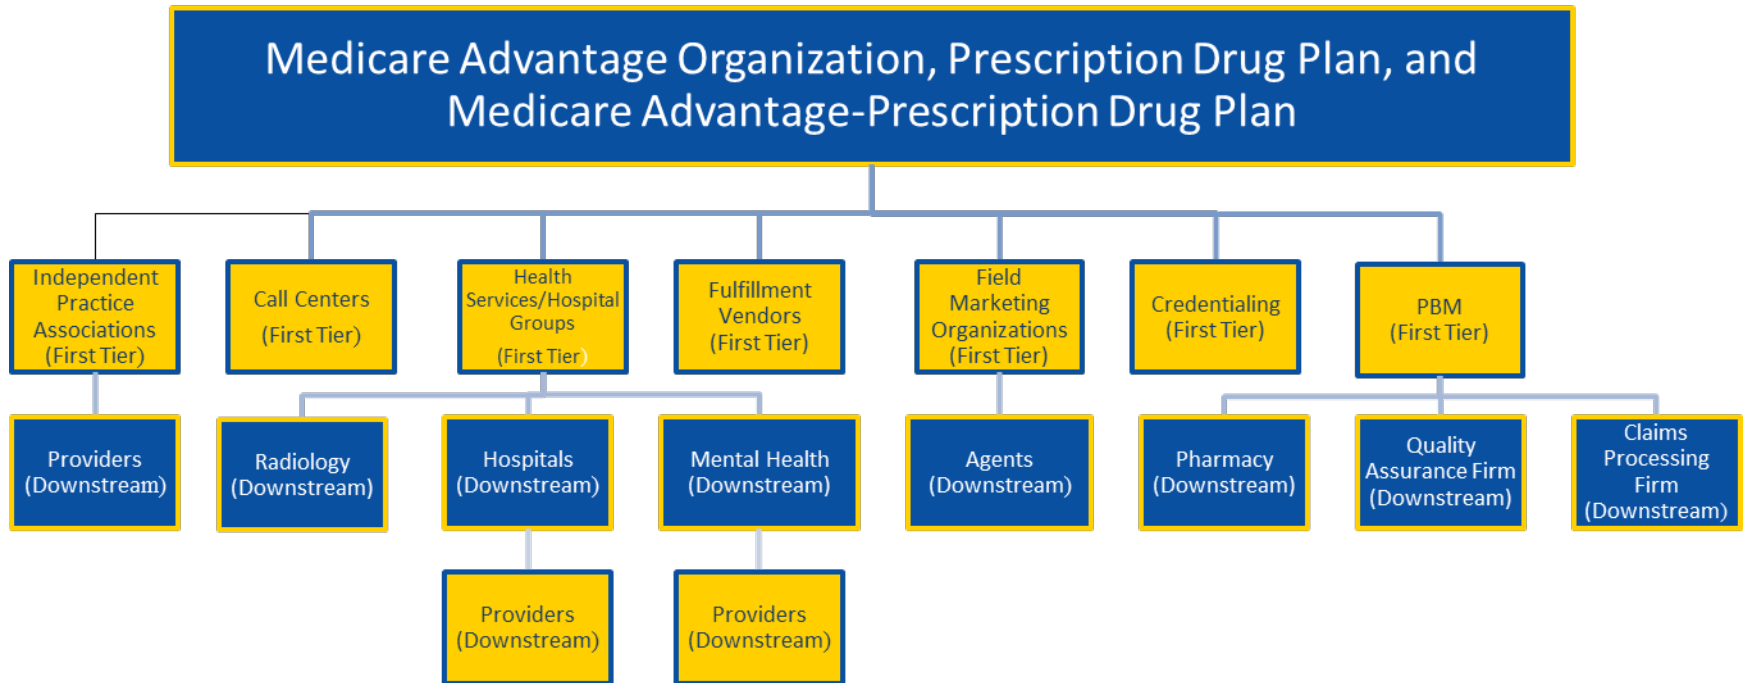 Medicare Advantage Organization, Prescription Drug Plan, and
Medicare Advantage-Prescription Drug Plan
Independent
Practice
Associations
(First Tier)
Call Centers
(First Tier)
Health
Services/Hospital
Groups
(First Tier)
Fulfillment
Vendors
(First Tier)
Field
Marketing
Organizations
(First Tier)
Credentialing
(First Tier)
PBM
(First Tier)
Providers
(Downstream)
Radiology
(Downstream)
Hospitals
(Downstream)
Mental Health
(Downstream)
Agents
(Downstream)
Pharmacy
(Downstream)
Quality
Assurance Firm
(Downstream)
Claims
Processing
Firm
(Downstream)
Providers
(Downstream)
Providers
(Downstream)